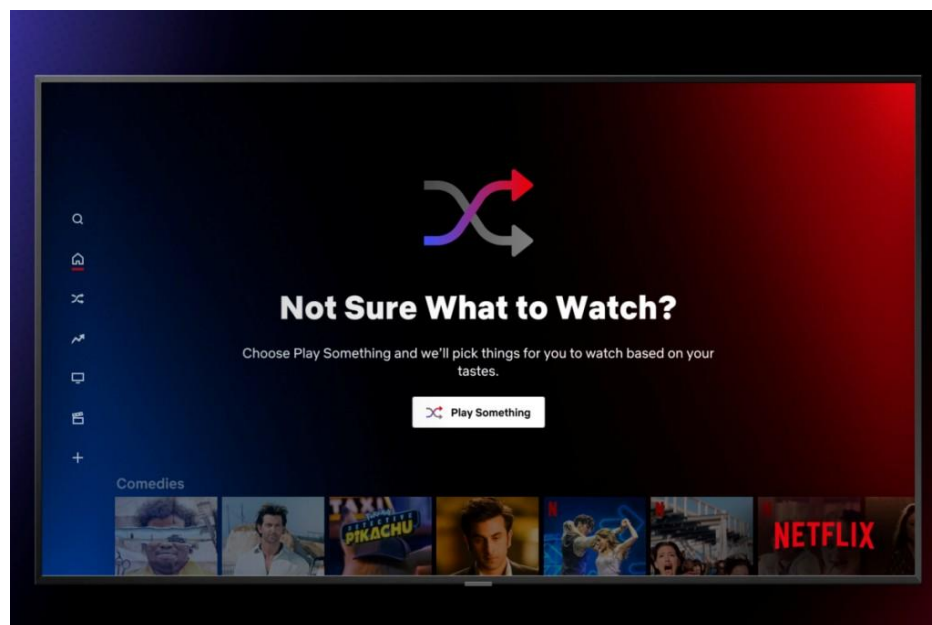 Not Sure What to Watch?
Choose Play Something and we'll pick things for you to watch based on your
tastes.
Play Something
Comedies
DETECTIVE
PIKACHU
N
N
NETFLIX